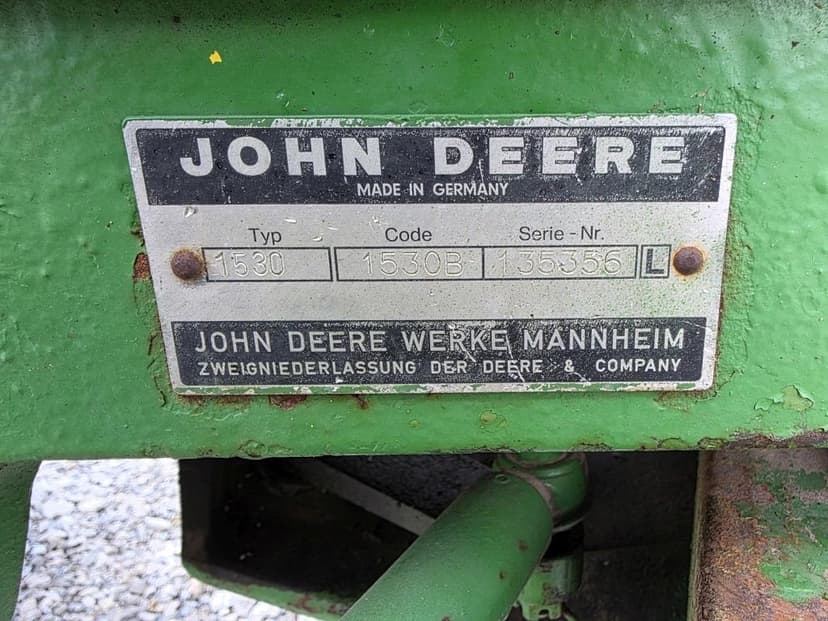 JOHN DEERE
MADE IN GERMANY
Typ Code Serie - Nr.
1530 1530B 135356 L
JOHN DEERE WERKE MANNHEIM
ZWEIGNIEDERLASSUNG DER DEERE & COMPANY